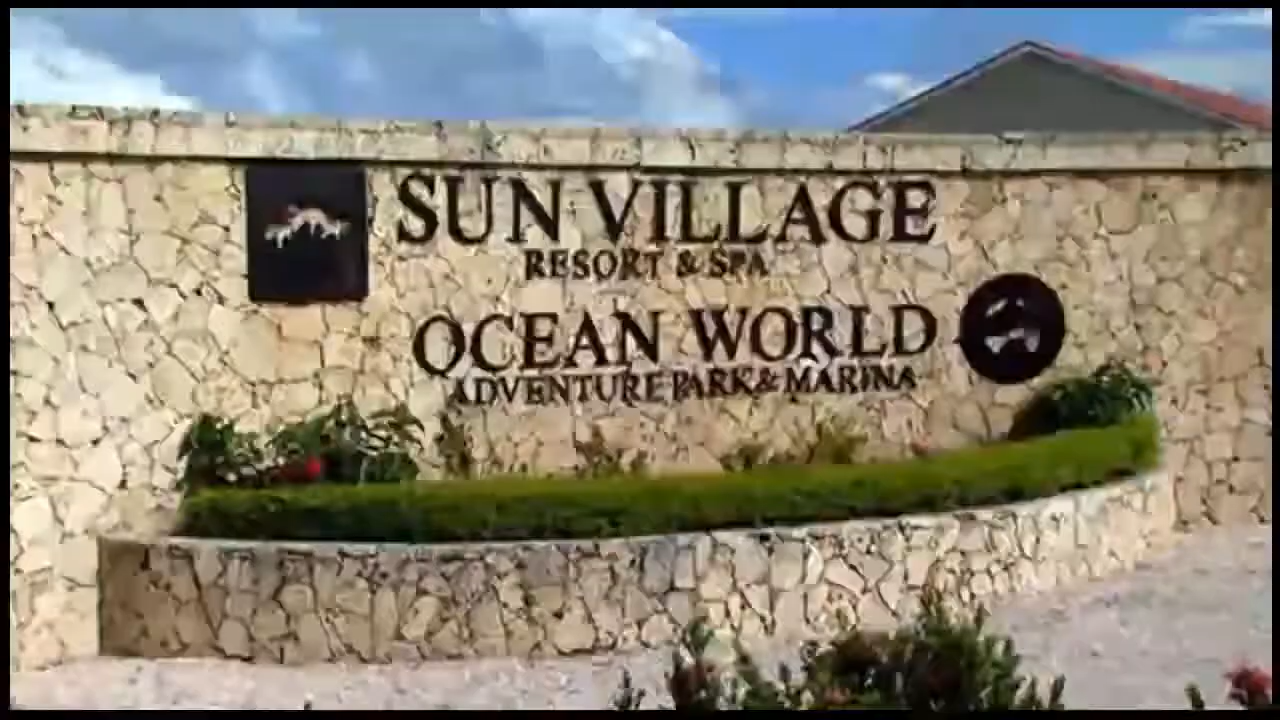 SUN VILLAGE
RESORT & SPA
OCEAN WORLD
ADVENTURE PARK & MARINA